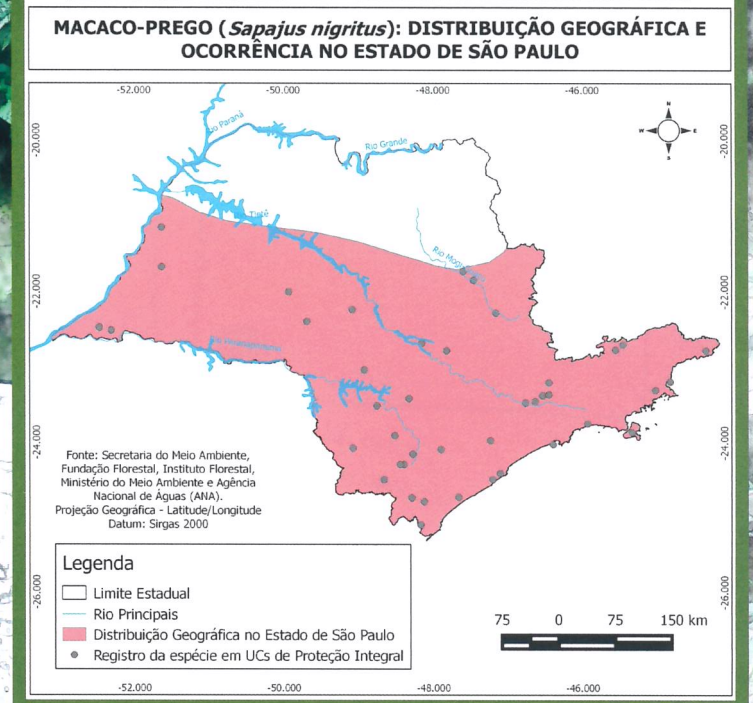 MACACO-PREGO (Sapajus nigritus): DISTRIBUIÇÃO GEOGRÁFICA E
OCORRÊNCIA NO ESTADO DE SÃO PAULO
-52.000 -50.000 -48.000 -46.000
-20.000 -20.000
N
W E
S
Paraná
Rio Grande
Tietê
Rio Mogi
-22.000 -22.000
-24.000 -24.000
Fonte: Secretaria do Meio Ambiente,
Fundação Florestal, Instituto Florestal,
Ministério do Meio Ambiente e Agência
Nacional de Águas (ANA).
Projeção Geográfica - Latitude/Longitude
Datum: Sirgas 2000
Legenda
Limite Estadual
Rio Principais
Distribuição Geográfica no Estado de São Paulo
Registro da espécie em UCs de Proteção Integral
-26.000 -26.000
75 0 75 150 km
-52.000 -50.000 -48.000 -46.000